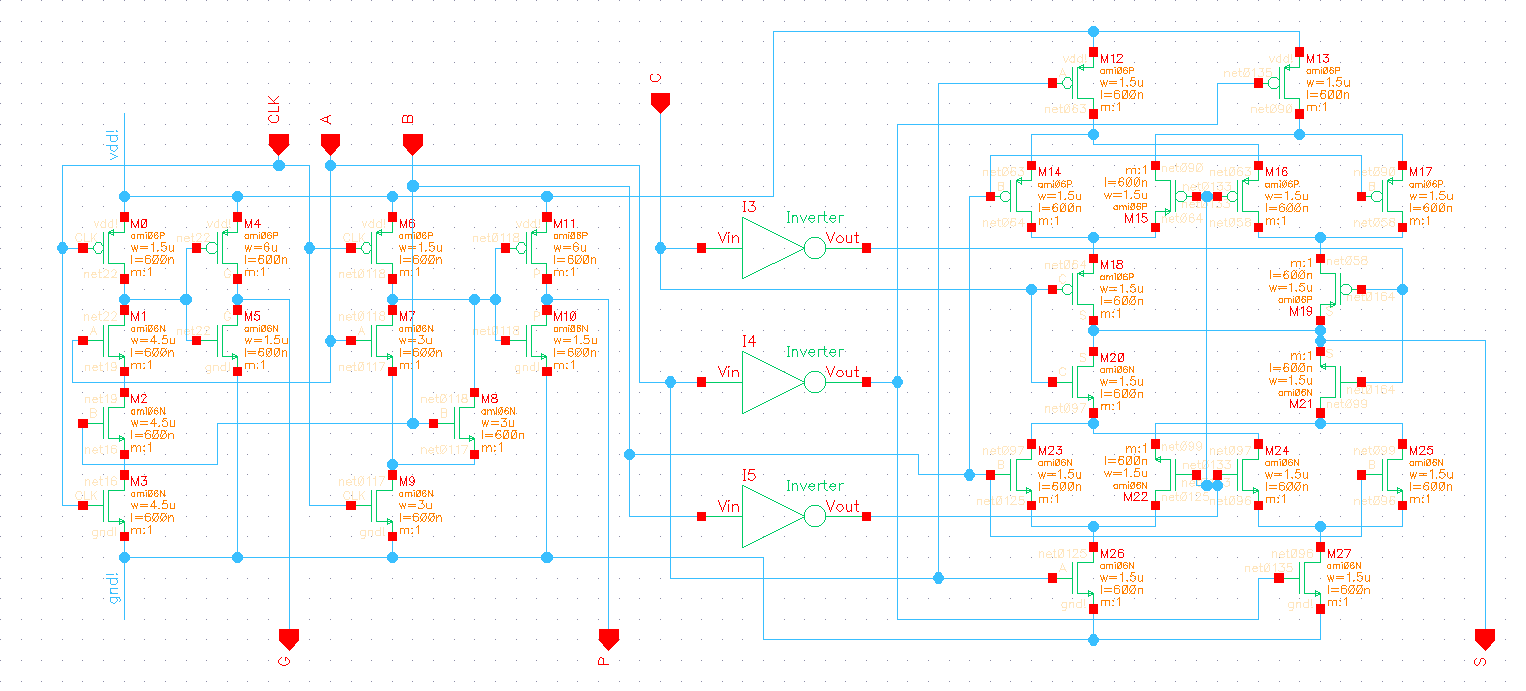 CLK
A
B
C
vdd!
gnd!
G
P
S
M0
ami06P
w=1.5u
l=600n
m:1
M4
ami06P
w=6u
l=600n
m:1
M6
ami06P
w=1.5u
l=600n
m:1
M11
ami06P
w=6u
l=600n
m:1
M1
ami06N
w=4.5u
l=600n
m:1
M5
ami06N
w=1.5u
l=600n
m:1
M7
ami06N
w=3u
l=600n
m:1
M10
ami06N
w=1.5u
l=600n
m:1
M2
ami06N
w=4.5u
l=600n
m:1
M8
ami06N
w=3u
l=600n
m:1
M3
ami06N
w=4.5u
l=600n
m:1
M9
ami06N
w=3u
l=600n
m:1
I3
Inverter
Vin
Vout
I4
Inverter
Vin
Vout
I5
Inverter
Vin
Vout
M12
ami06P
w=1.5u
l=600n
m:1
M13
ami06P
w=1.5u
l=600n
m:1
M14
ami06P
w=1.5u
l=600n
m:1
m:1
l=600n
w=1.5u
ami06P
M15
M16
ami06P
w=1.5u
l=600n
m:1
M17
ami06P
w=1.5u
l=600n
m:1
M18
ami06P
w=1.5u
l=600n
m:1
m:1
l=600n
w=1.5u
ami06P
M19
M20
ami06N
w=1.5u
l=600n
m:1
m:1
l=600n
w=1.5u
ami06N
M21
M23
ami06N
w=1.5u
l=600n
m:1
m:1
l=600n
w=1.5u
ami06N
M22
M24
ami06N
w=1.5u
l=600n
m:1
M25
ami06N
w=1.5u
l=600n
m:1
M26
ami06N
w=1.5u
l=600n
m:1
M27
ami06N
w=1.5u
l=600n
m:1